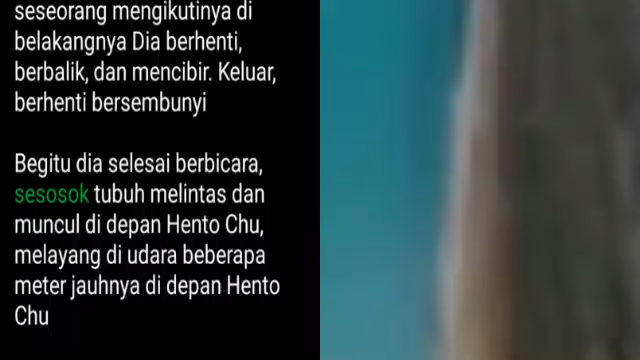 seseorang mengikutinya di
belakangnya Dia berhenti,
berbalik, dan mencibir. Keluar,
berhenti bersembunyi
Begitu dia selesai berbicara,
sesosok tubuh melintas dan
muncul di depan Hento Chu,
melayang di udara beberapa
meter jauhnya di depan Hento
Chu